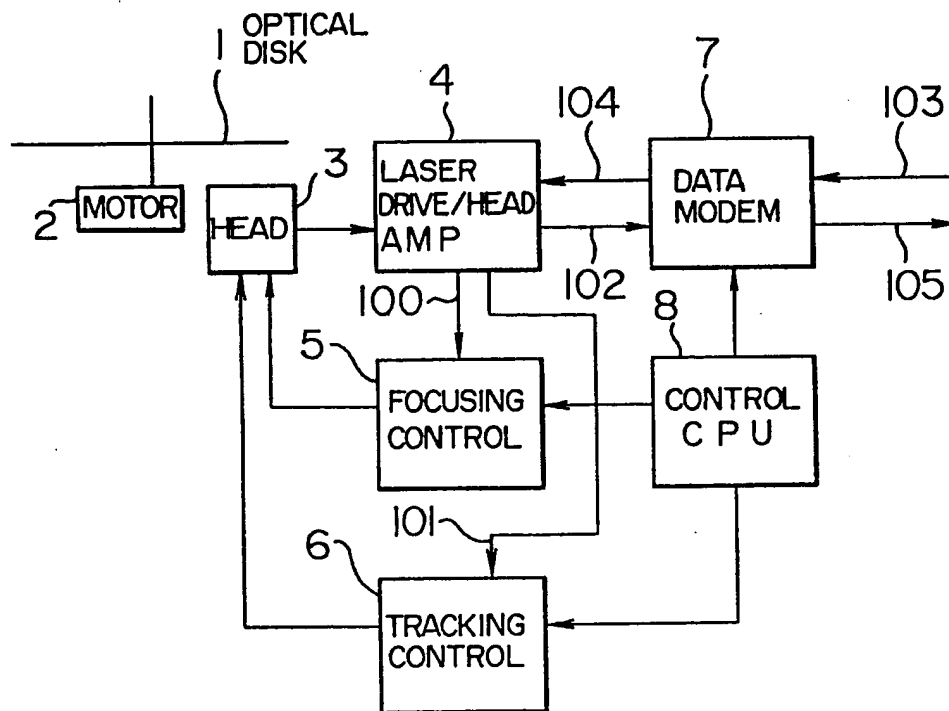 1 OPTICAL
DISK
2 MOTOR
3
HEAD
4
LASER
DRIVE/HEAD
AMP
104
102
7
DATA
MODEM
103
105
100
5
FOCUSING
CONTROL
8
CONTROL
CPU
101
6
TRACKING
CONTROL